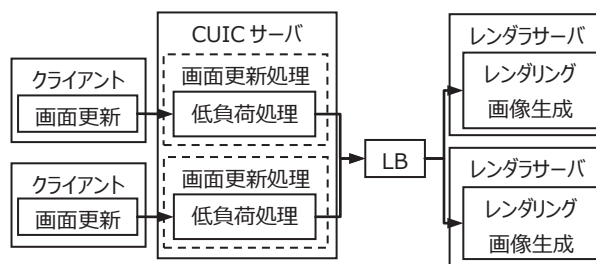 CUIC サーバ
画面更新処理
低負荷処理
画面更新処理
低負荷処理
クライアント
画面更新
クライアント
画面更新
LB
レンダラサーバ
レンダリング
画像生成
レンダラサーバ
レンダリング
画像生成